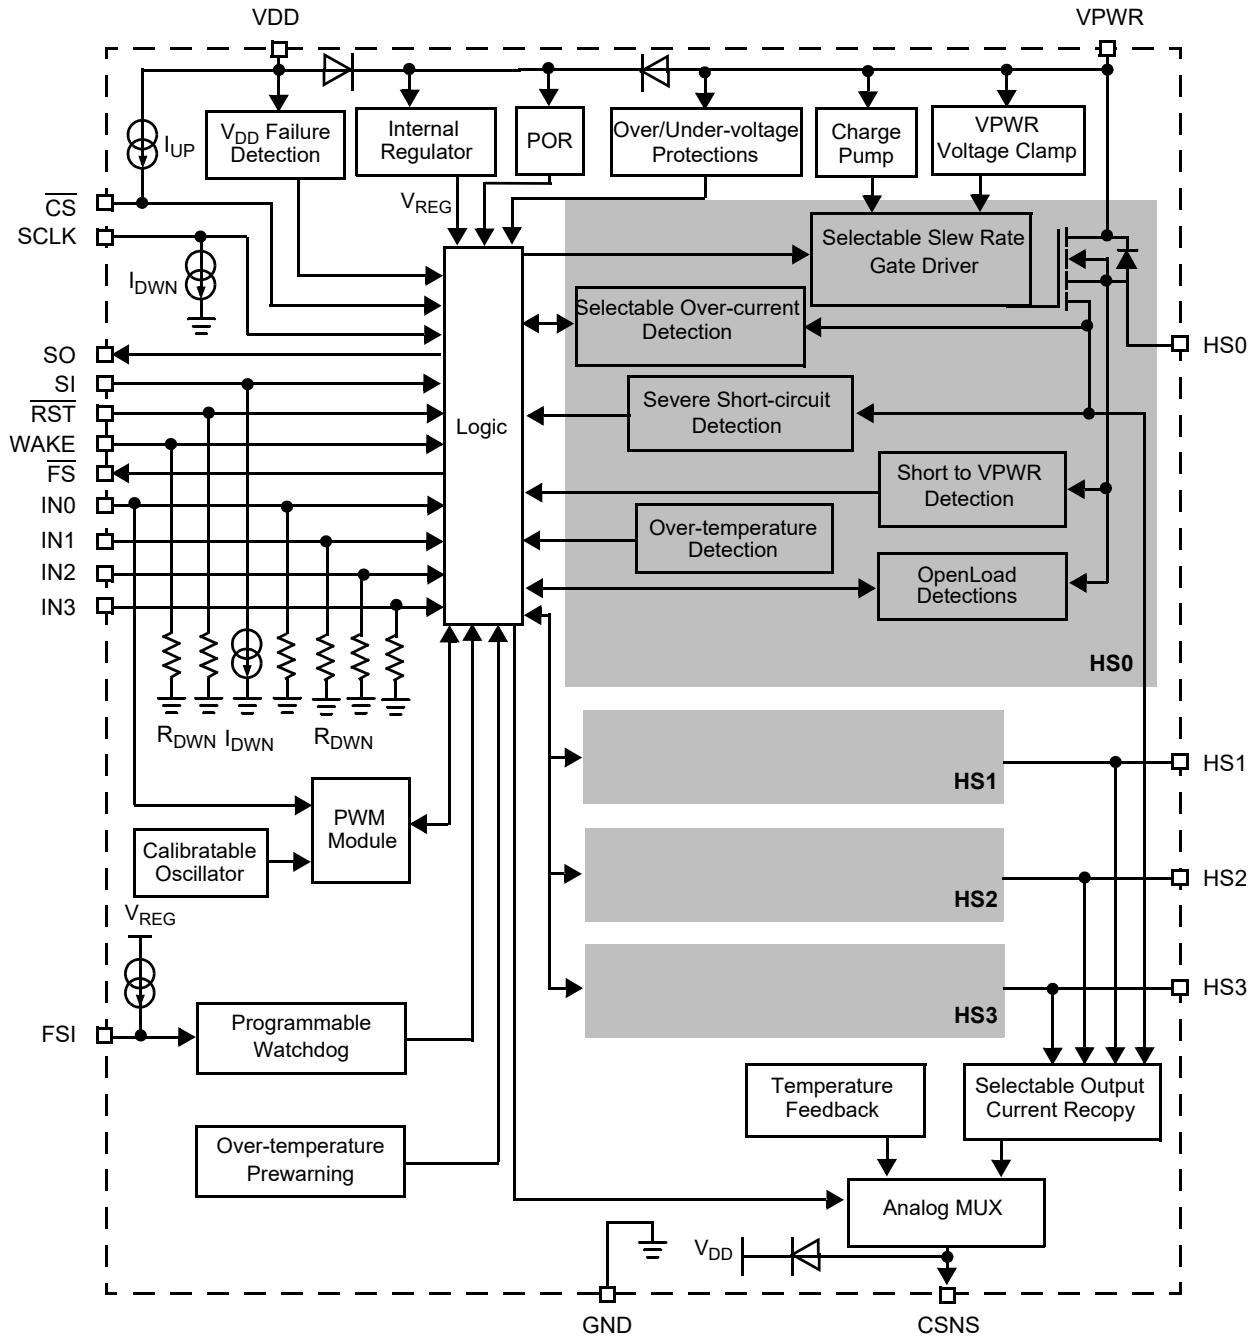 VDD
VPWR
VDD Failure
Detection
Internal
Regulator
POR
Over/Under-voltage
Protections
Charge
Pump
VPWR
Voltage Clamp
IUP
VREG
CS
SCLK
IDWN
SO
SI
RST
WAKE
FS
IN0
IN1
IN2
IN3
Logic
Selectable Slew Rate
Gate Driver
Selectable Over-current
Detection
Severe Short-circuit
Detection
Short to VPWR
Detection
Over-temperature
Detection
OpenLoad
Detections
HS0
HS0
RDWN
IDWN
RDWN
HS1
HS1
HS2
HS2
HS3
HS3
PWM
Module
Calibratable
Oscillator
VREG
FSI
Programmable
Watchdog
Over-temperature
Prewarning
Temperature
Feedback
Selectable Output
Current Recopy
Analog MUX
VDD
GND
CSNS